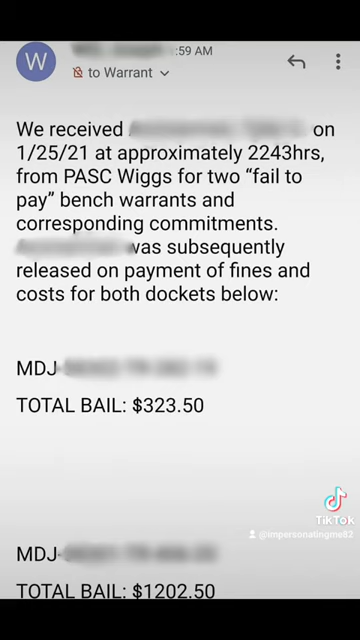 W
:59 AM
to Warrant
We received on
1/25/21 at approximately 2243hrs,
from PASC Wiggs for two “fail to
pay” bench warrants and
corresponding commitments.
was subsequently
released on payment of fines and
costs for both dockets below:
MDJ-
TOTAL BAIL: $323.50
TikTok
@impersonatingme82
MDJ-
TOTAL BAIL: $1202.50